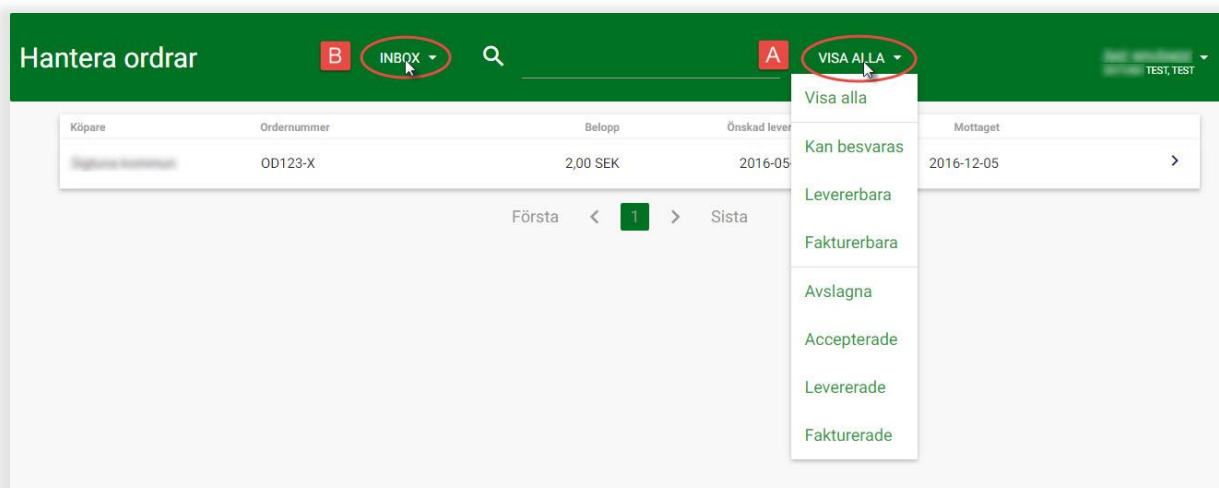 Hantera ordrar
B
INBOX
A
VISA ALLA
TEST, TEST
Visa alla
Kan besvaras
Levererbara
Fakturerbara
Avslagna
Accepterade
Levererade
Fakturerade
Köpare Ordernummer Belopp Önskad lever Mottaget
OD123-X 2,00 SEK 2016-05- 2016-12-05
Första 1 Sista